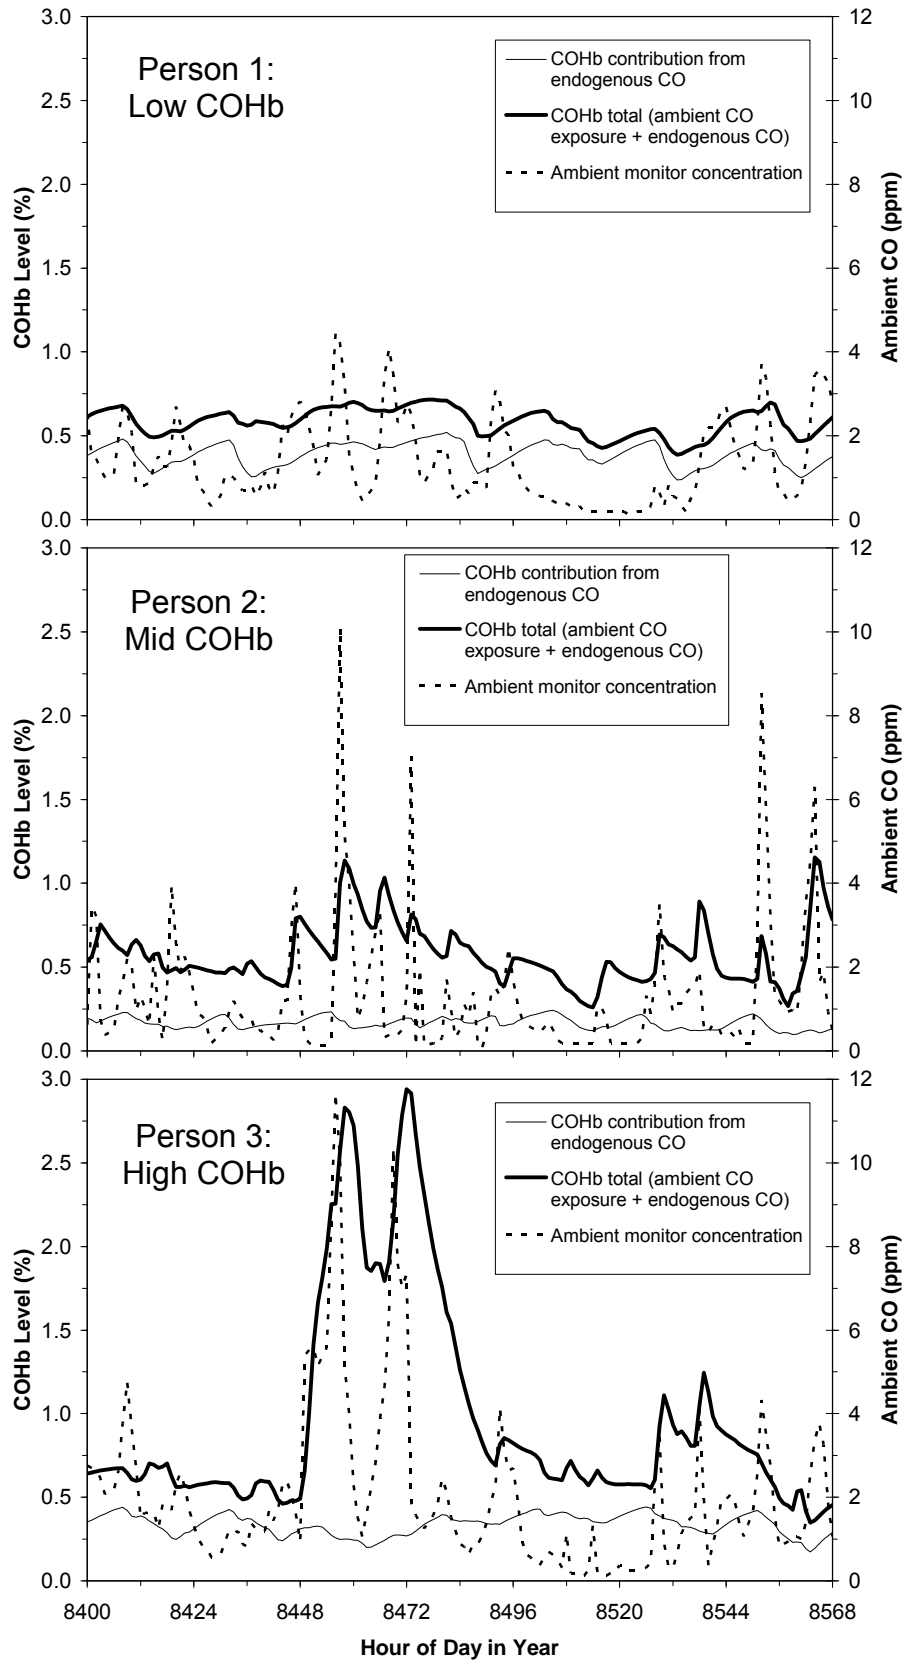 Person 1:
Low COHb
COHb contribution from
endogenous CO
COHb total (ambient CO
exposure + endogenous CO)
Ambient monitor concentration
COHb Level (%)
Ambient CO (ppm)
3.0
2.5
2.0
1.5
1.0
0.5
0.0
12
10
8
6
4
2
0
Person 2:
Mid COHb
COHb contribution from
endogenous CO
COHb total (ambient CO
exposure + endogenous CO)
Ambient monitor concentration
COHb Level (%)
Ambient CO (ppm)
3.0
2.5
2.0
1.5
1.0
0.5
0.0
12
10
8
6
4
2
0
Person 3:
High COHb
COHb contribution from
endogenous CO
COHb total (ambient CO
exposure + endogenous CO)
Ambient monitor concentration
COHb Level (%)
Ambient CO (ppm)
3.0
2.5
2.0
1.5
1.0
0.5
0.0
12
10
8
6
4
2
0
8400 8424 8448 8472 8496 8520 8544 8568
Hour of Day in Year